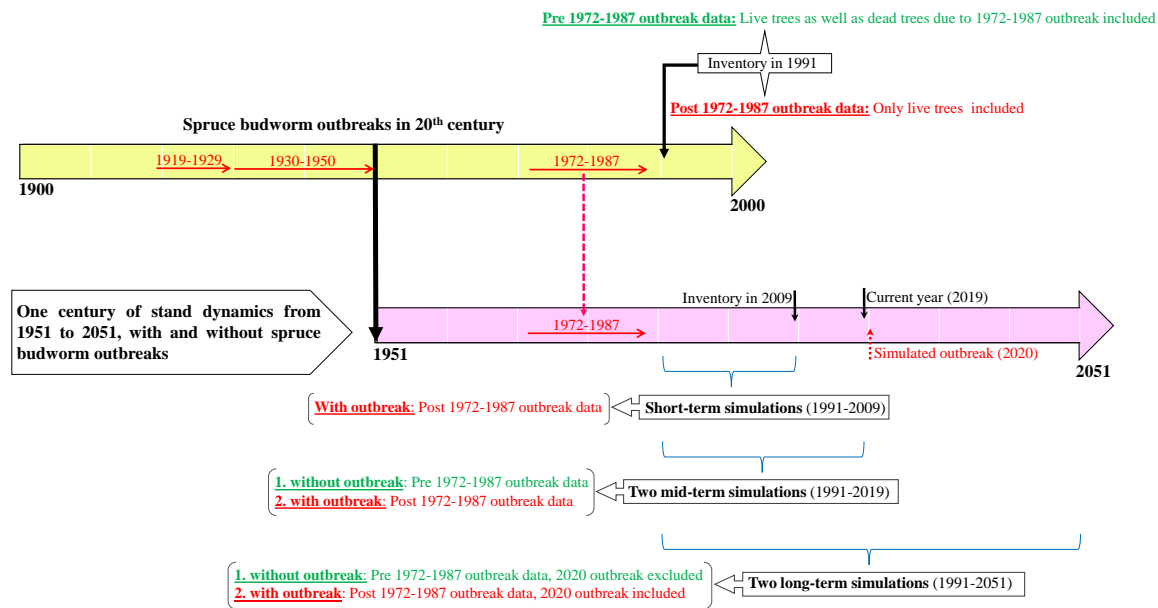 Pre 1972-1987 outbreak data: Live trees as well as dead trees due to 1972-1987 outbreak included
Inventory in 1991
Post 1972-1987 outbreak data: Only live trees included
Spruce budworm outbreaks in 20th century
1919-1929
1930-1950
1972-1987
1900
2000
One century of stand dynamics from
1951 to 2051, with and without spruce
budworm outbreaks
Inventory in 2009
Current year (2019)
1972-1987
1951
Simulated outbreak (2020)
2051
With outbreak: Post 1972-1987 outbreak data
Short-term simulations (1991-2009)
1. without outbreak: Pre 1972-1987 outbreak data
2. with outbreak: Post 1972-1987 outbreak data
Two mid-term simulations (1991-2019)
1. without outbreak: Pre 1972-1987 outbreak data, 2020 outbreak excluded
2. with outbreak: Post 1972-1987 outbreak data, 2020 outbreak included
Two long-term simulations (1991-2051)